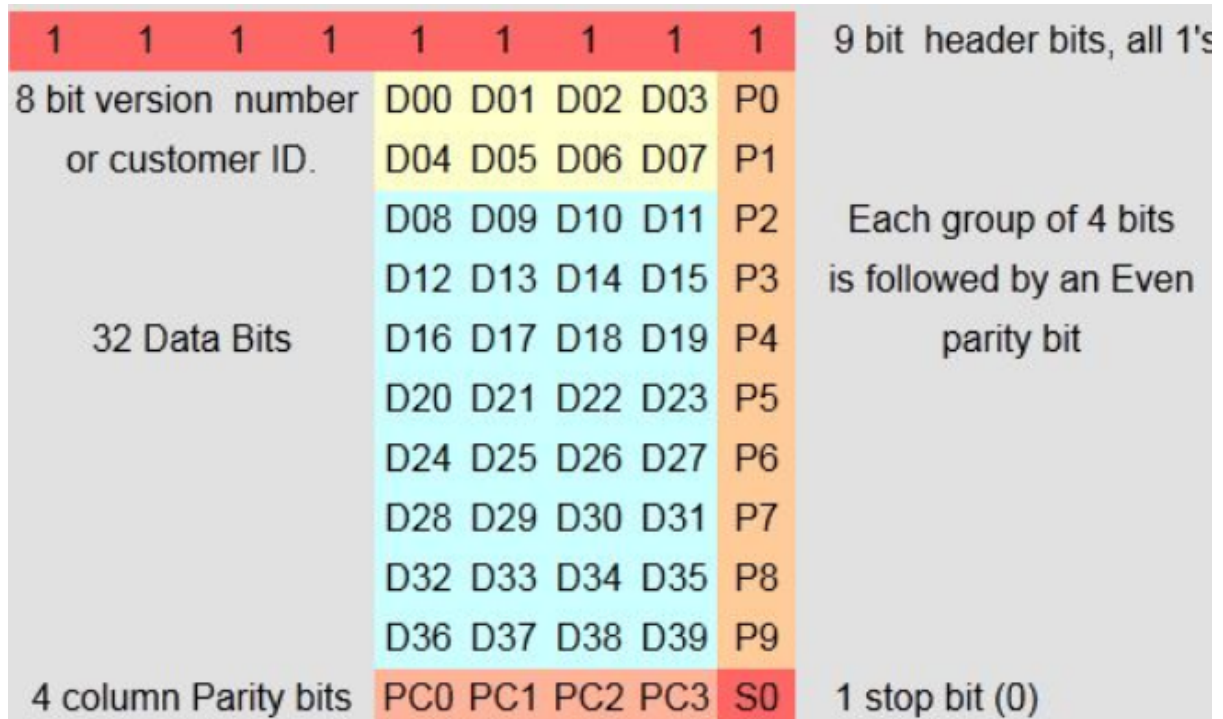 1 1 1 1 1 1 1 1 1 9 bit header bits, all 1's
8 bit version number D00 D01 D02 D03 P0
or customer ID. D04 D05 D06 D07 P1
D08 D09 D10 D11 P2 Each group of 4 bits
D12 D13 D14 D15 P3 is followed by an Even
32 Data Bits D16 D17 D18 D19 P4 parity bit
D20 D21 D22 D23 P5
D24 D25 D26 D27 P6
D28 D29 D30 D31 P7
D32 D33 D34 D35 P8
D36 D37 D38 D39 P9
4 column Parity bits PC0 PC1 PC2 PC3 S0 1 stop bit (0)